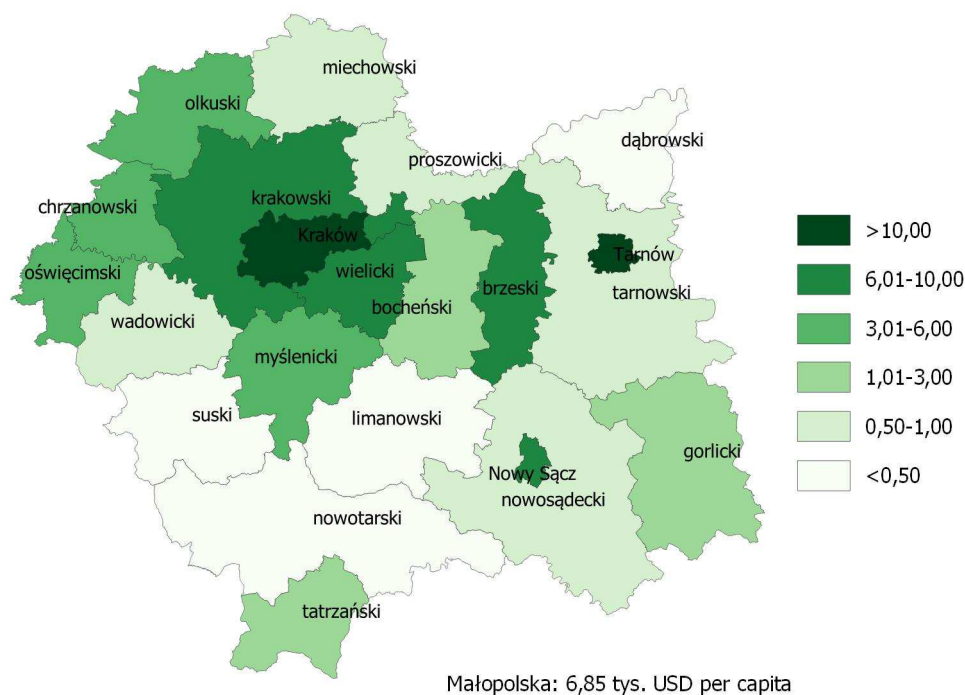 miechowski
olkuski
dąbrowski
proszowicki
krakowski
chrzanowski
Kraków
Tarnów
wielicki
oświęcimski
brzeski
tarnowski
bocheński
wadowicki
myślenicki
suski
limanowski
gorlicki
Nowy Sącz
nowosądecki
nowotarski
tatrzański
>10,00
6,01-10,00
3,01-6,00
1,01-3,00
0,50-1,00
<0,50
Małopolska: 6,85 tys. USD per capita